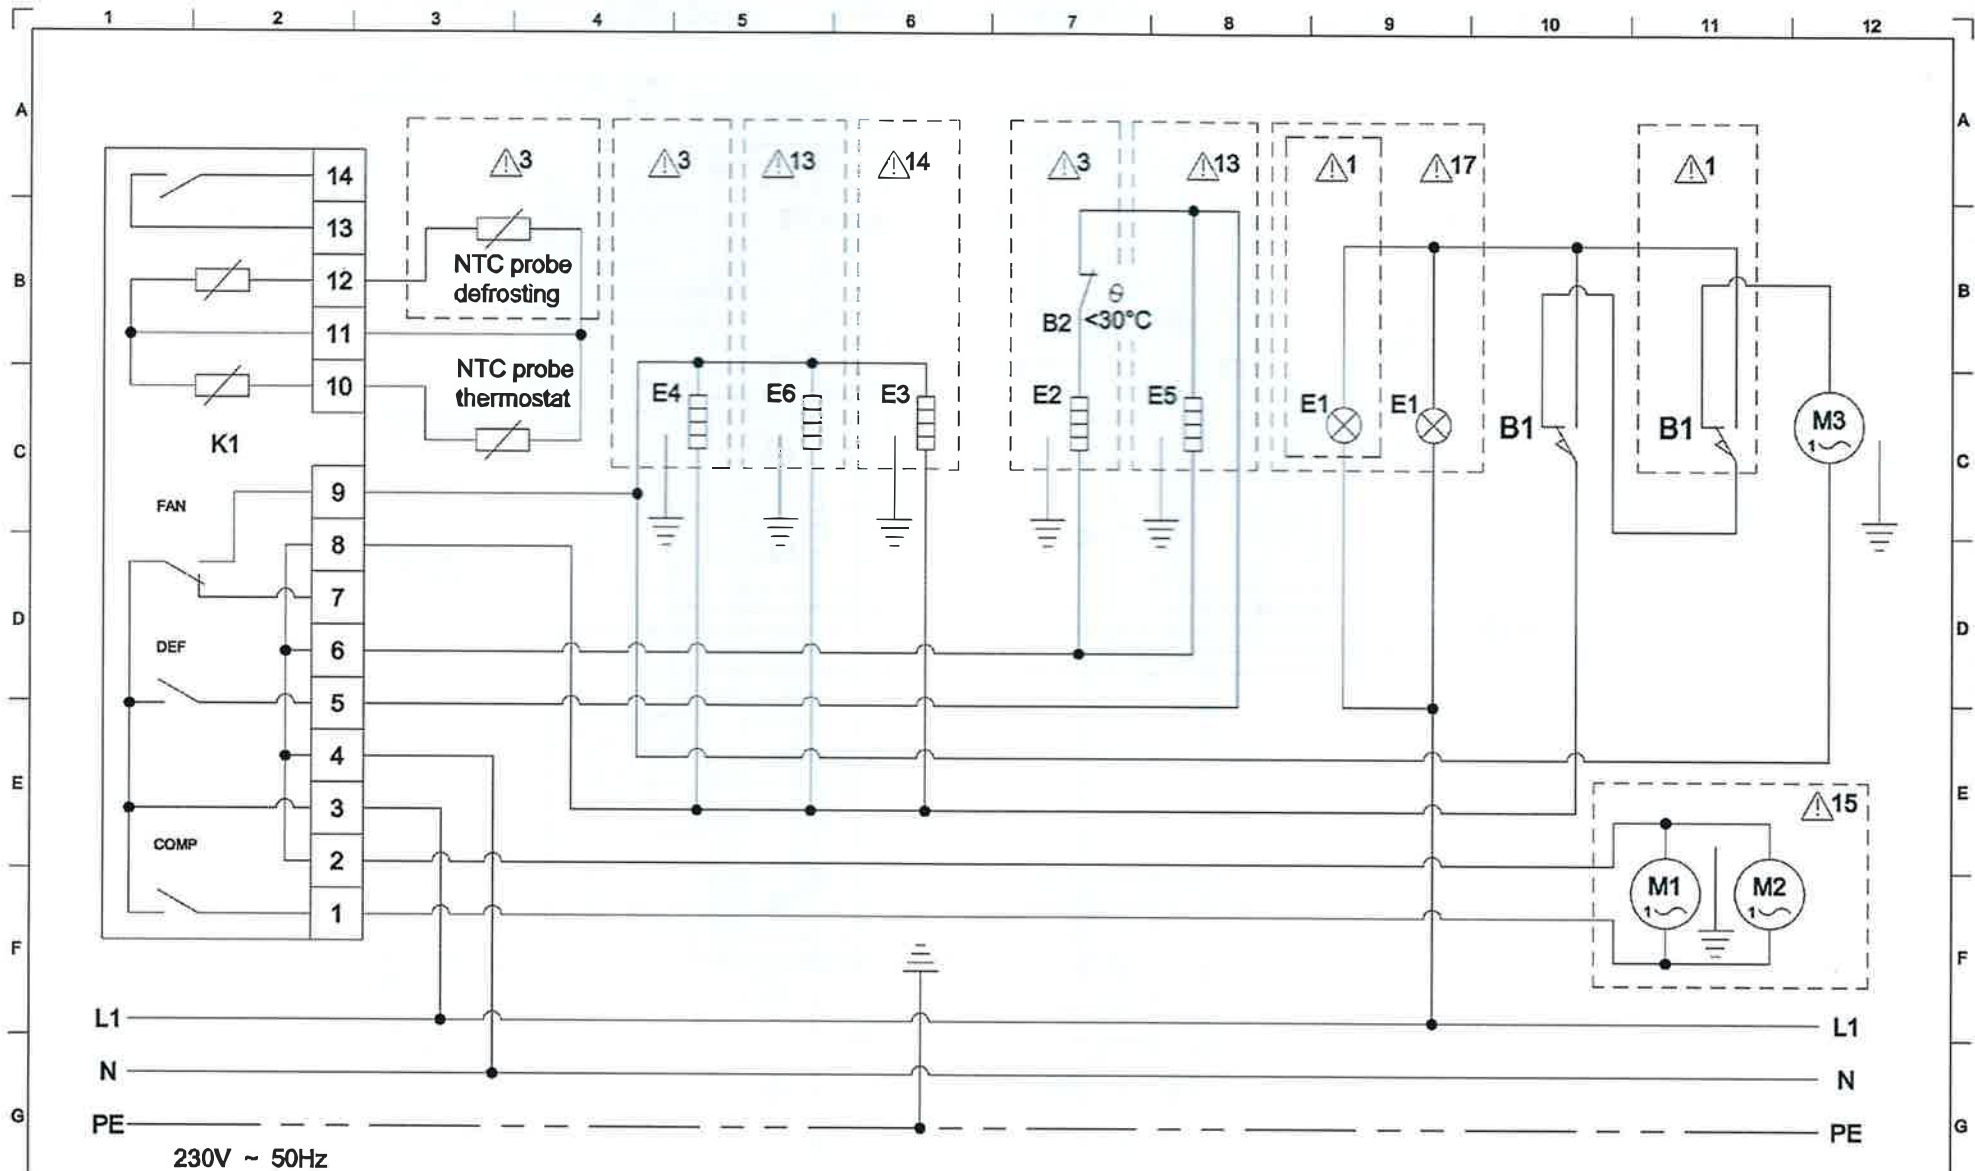 1 2 3 4 5 6 7 8 9 10 11 12
A A
3 3 13 14 3 13 1 17 1
14
13
B B
12
NTC probe
defrosting
11
θ
B2 <30°C
10
NTC probe
thermostat
E4 E6 E3 E2 E5 E1 E1 B1 B1 M3
1
K1
C C
9
FAN
8
7
D D
6
DEF
5
4
E E
15
3
COMP
2
M1 M2
1 1
1
F F
L1 L1
N N
G G
PE PE
230V ~ 50Hz